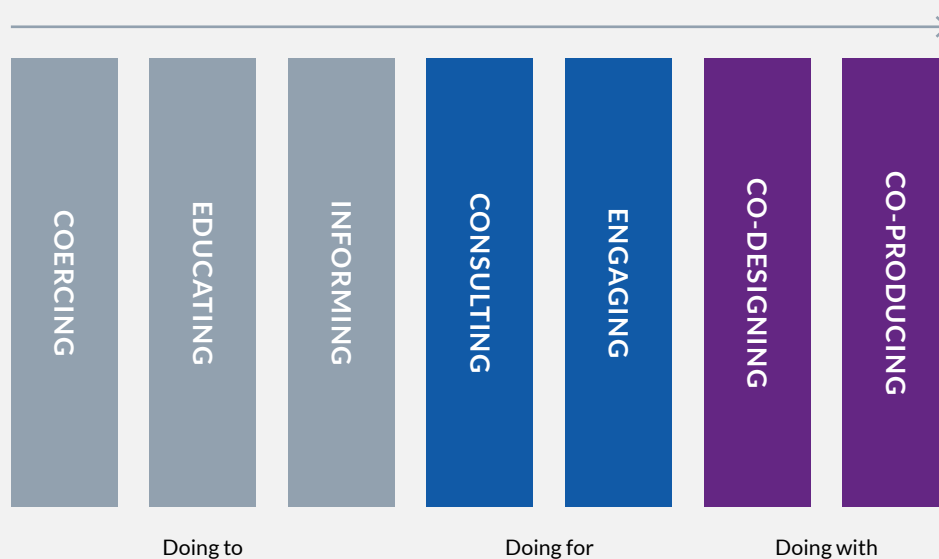 COERCING
EDUCATING
INFORMING
CONSULTING
ENGAGING
CO-DESIGNING
CO-PRODUCING
Doing to
Doing for
Doing with